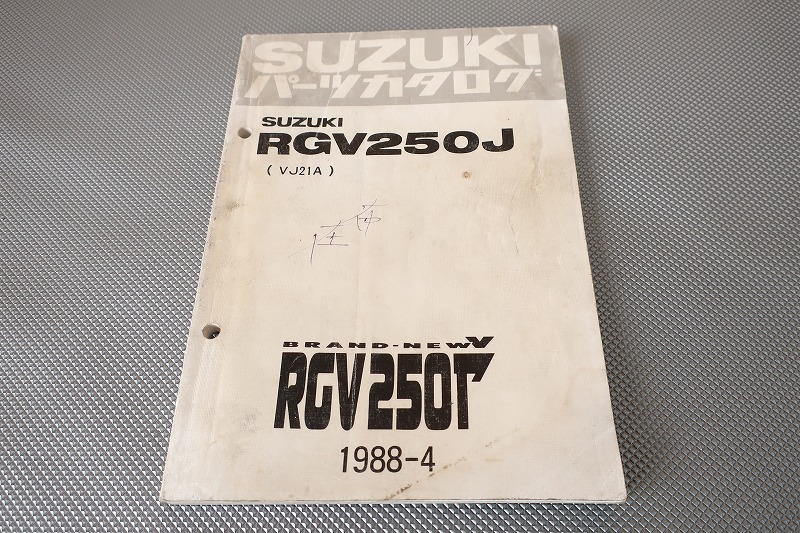 SUZUKI
パーツカタログ
SUZUKI
RGV250J
( VJ21A )
BRAND-NEW V
RGV250Γ
1988-4